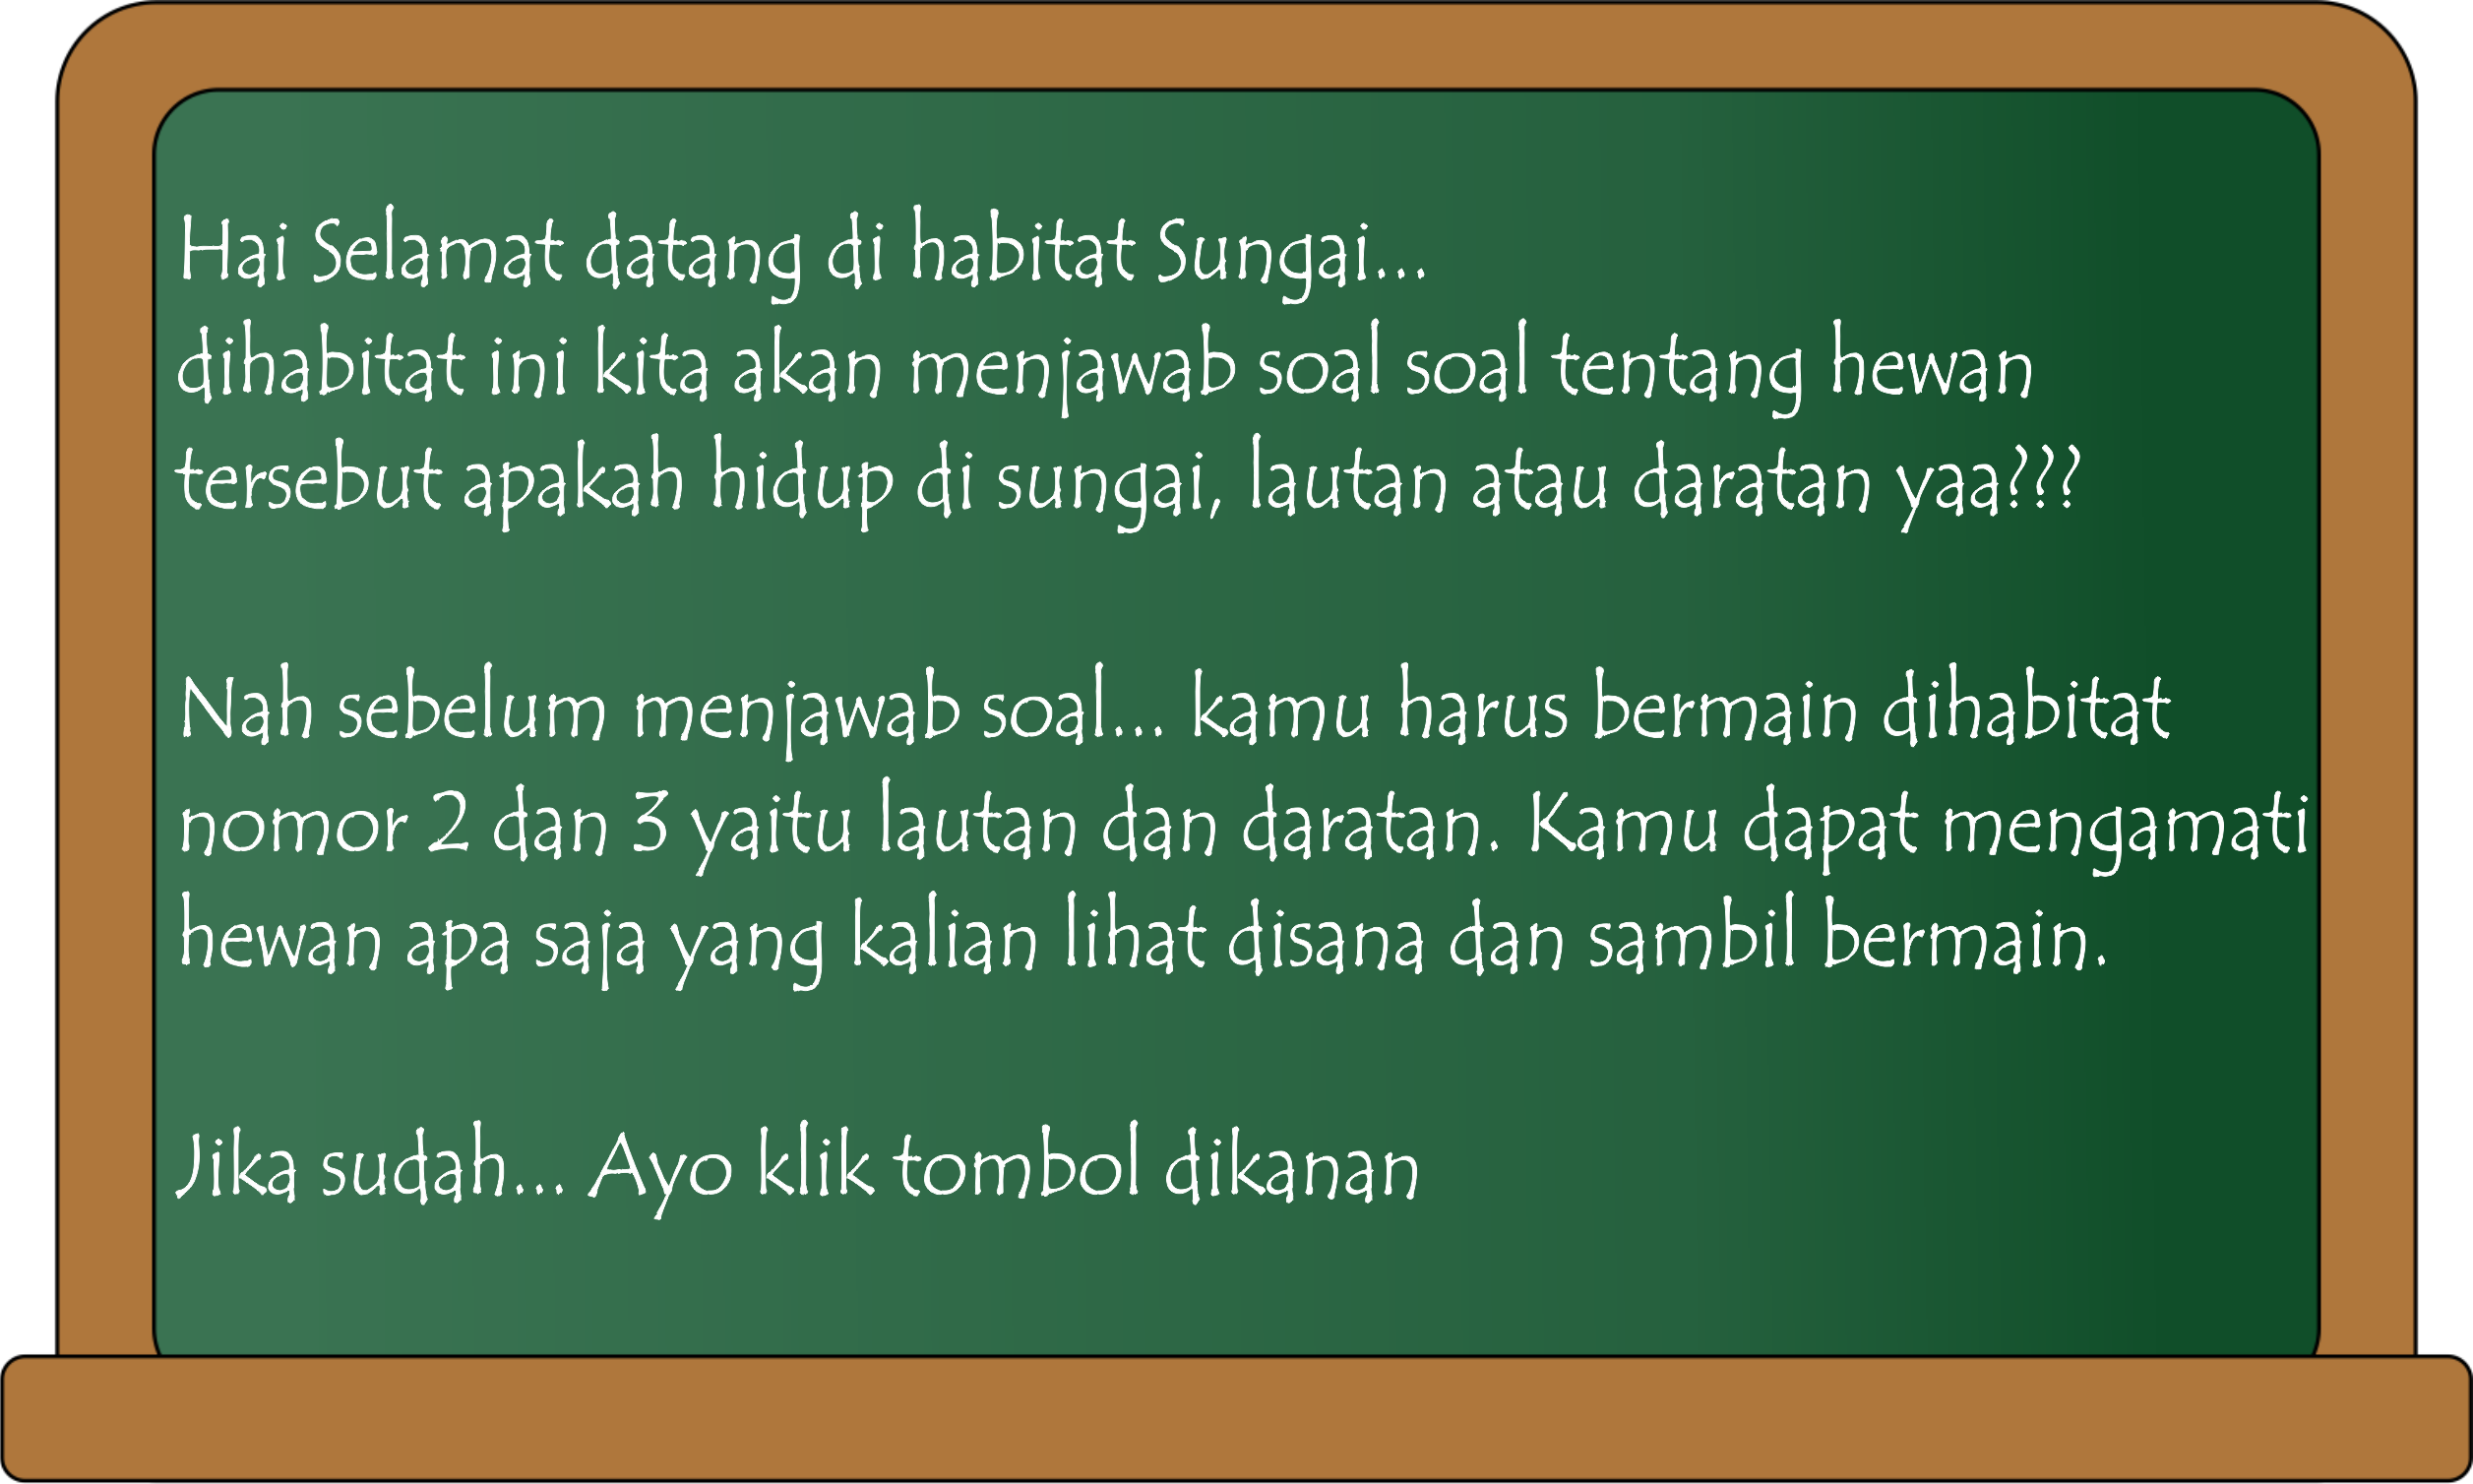 Hai Selamat datang di habitat Sungai...
dihabitat ini kita akan menjawab soal soal tentang hewan
tersebut apakah hidup di sungai, lautan atau daratan yaa???
Nah sebelum menjawab soal... kamu harus bermain dihabitat
nomor 2 dan 3 yaitu lautan dan daratan. Kamu dapat mengamati
hewan apa saja yang kalian lihat disana dan sambil bermain.
Jika sudah... Ayo klik tombol dikanan